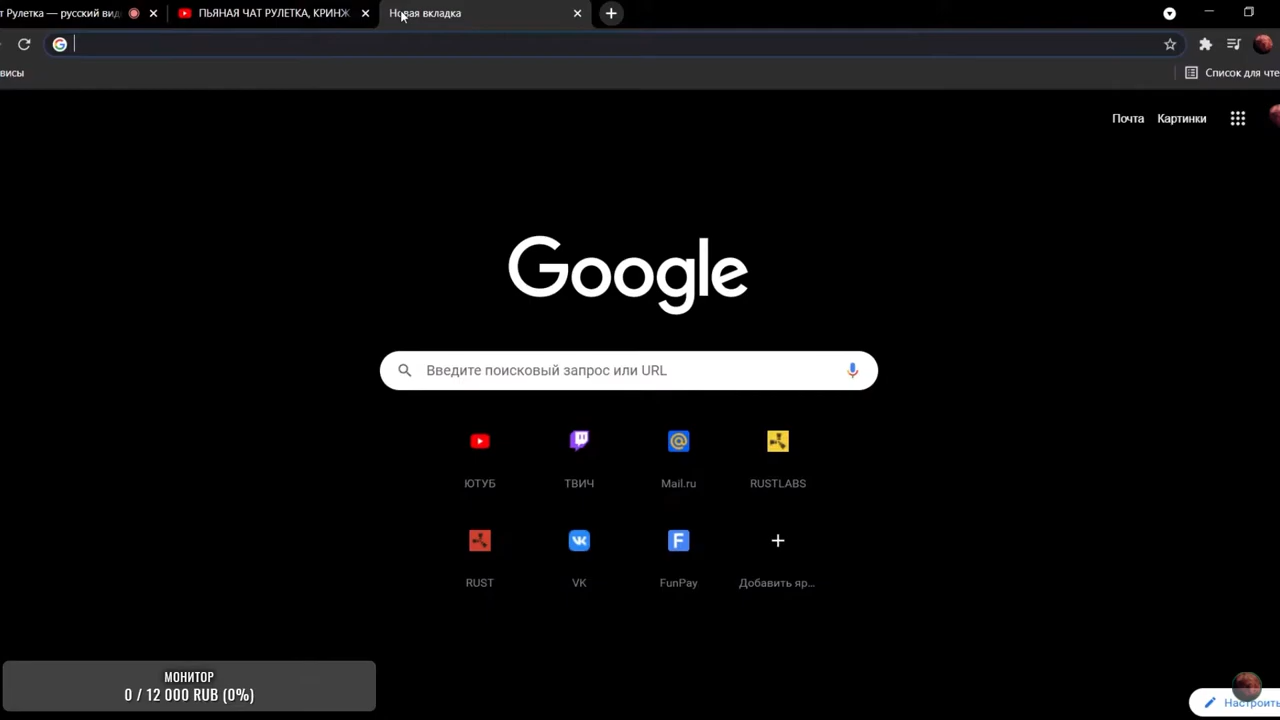 т Рулетка — русский вид
ПЬЯНАЯ ЧАТ РУЛЕТКА, КРИНЖ
Новая вкладка
висы
Список для чте
Почта
Картинки
Google
Введите поисковый запрос или URL
ЮТУБ
ТВИЧ
Mail.ru
RUSTLABS
RUST
VK
FunPay
Добавить яр...
МОНИТОР
0 / 12 000 RUB (0%)
Настроить